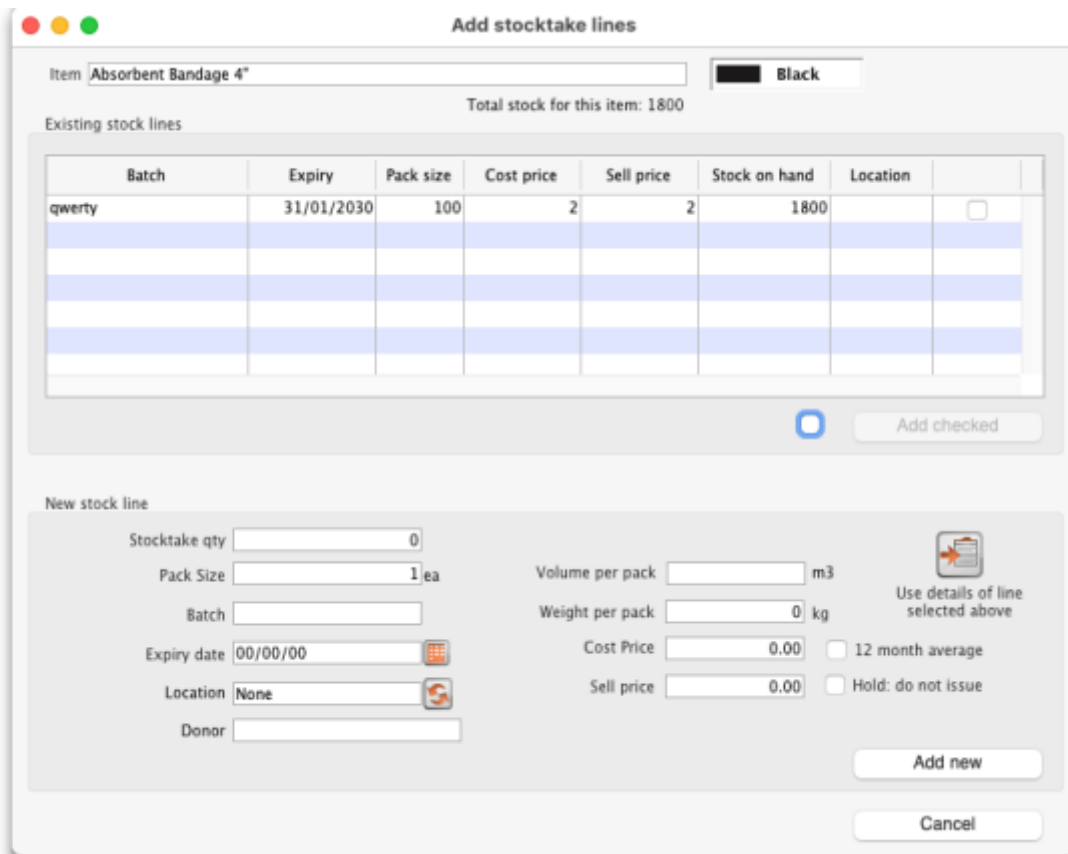 Add stocktake lines
Item Absorbent Bandage 4" Black
Total stock for this item: 1800
Existing stock lines
Batch Expiry Pack size Cost price Sell price Stock on hand Location
qwerty 31/01/2030 100 2 2 1800
Add checked
New stock line
Stocktake qty 0
Pack Size 1 ea Volume per pack m3
Use details of line
selected above
Batch Weight per pack 0 kg
Expiry date 00/00/00 Cost Price 0.00 12 month average
Location None Sell price 0.00 Hold: do not issue
Donor
Add new
Cancel